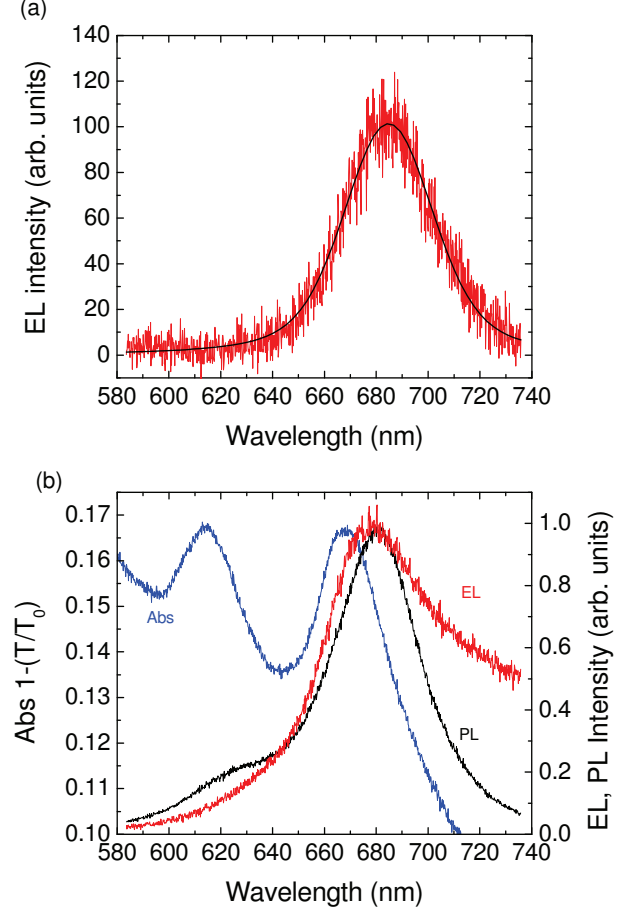 (a)
140
120
100
80
60
40
20
0
EL intensity (arb. units)
580 600 620 640 660 680 700 720 740
Wavelength (nm)
(b)
0.17
0.16
0.15
0.14
0.13
0.12
0.11
0.10
Abs 1-(T/T0)
Abs
EL
PL
1.0
0.8
0.6
0.4
0.2
0.0
EL, PL Intensity (arb. units)
580 600 620 640 660 680 700 720 740
Wavelength (nm)